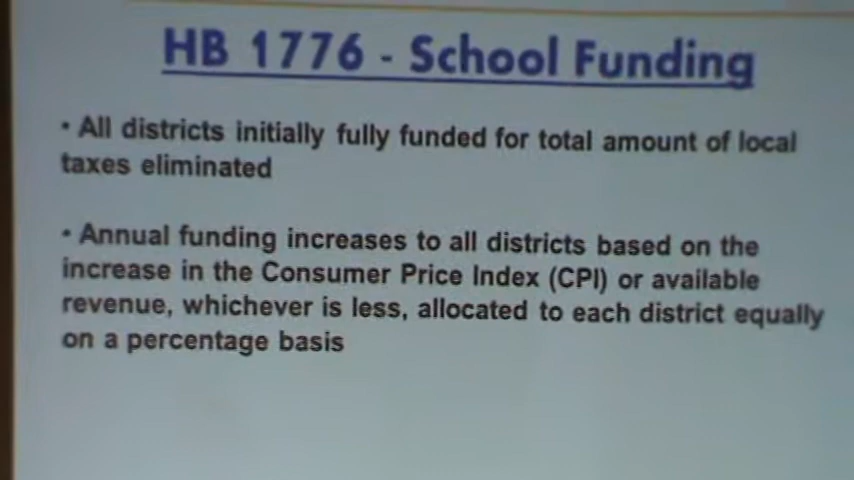 HB 1776 - School Funding
• All districts initially fully funded for total amount of local
taxes eliminated
• Annual funding increases to all districts based on the
increase in the Consumer Price Index (CPI) or available
revenue, whichever is less, allocated to each district equally
on a percentage basis